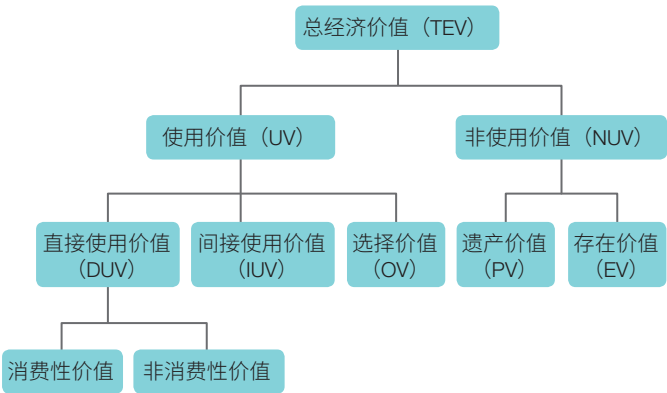 总经济价值（TEV）
使用价值（UV）
非使用价值（NUV）
直接使用价值
（DUV）
间接使用价值
（IUV）
选择价值
（OV）
遗产价值
（PV）
存在价值
（EV）
消费性价值
非消费性价值